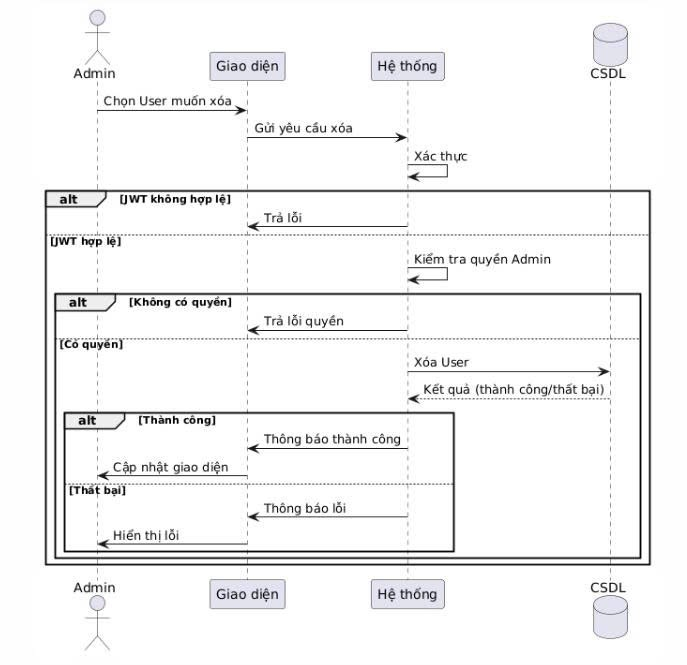 Admin
Giao diện
Hệ thống
CSDL
Chọn User muốn xóa
Gửi yêu cầu xóa
Xác thực
alt [JWT không hợp lệ]
Trả lỗi
[JWT hợp lệ]
Kiểm tra quyền Admin
alt [Không có quyền]
Trả lỗi quyền
[Có quyền]
Xóa User
Kết quả (thành công/thất bại)
alt [Thành công]
Thông báo thành công
Cập nhật giao diện
[Thất bại]
Thông báo lỗi
Hiển thị lỗi
Admin
Giao diện
Hệ thống
CSDL